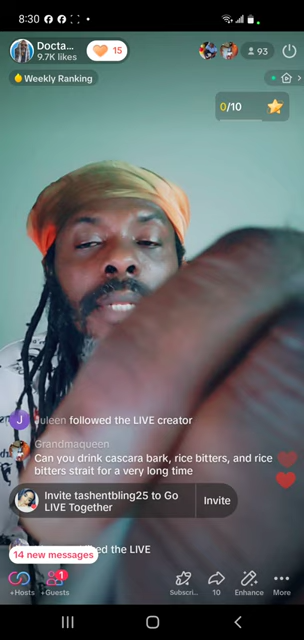 8:30
Docta...
9.7K likes
15
93
Weekly Ranking
0/10
J
Juleen followed the LIVE creator
Grandmaqueen
Can you drink cascara bark, rice bitters, and rice
bitters strait for a very long time
Invite tashentbling25 to Go
LIVE Together
Invite
14 new messages
ed the LIVE
1
+Hosts
+Guests
Subscri...
10
Enhance
More